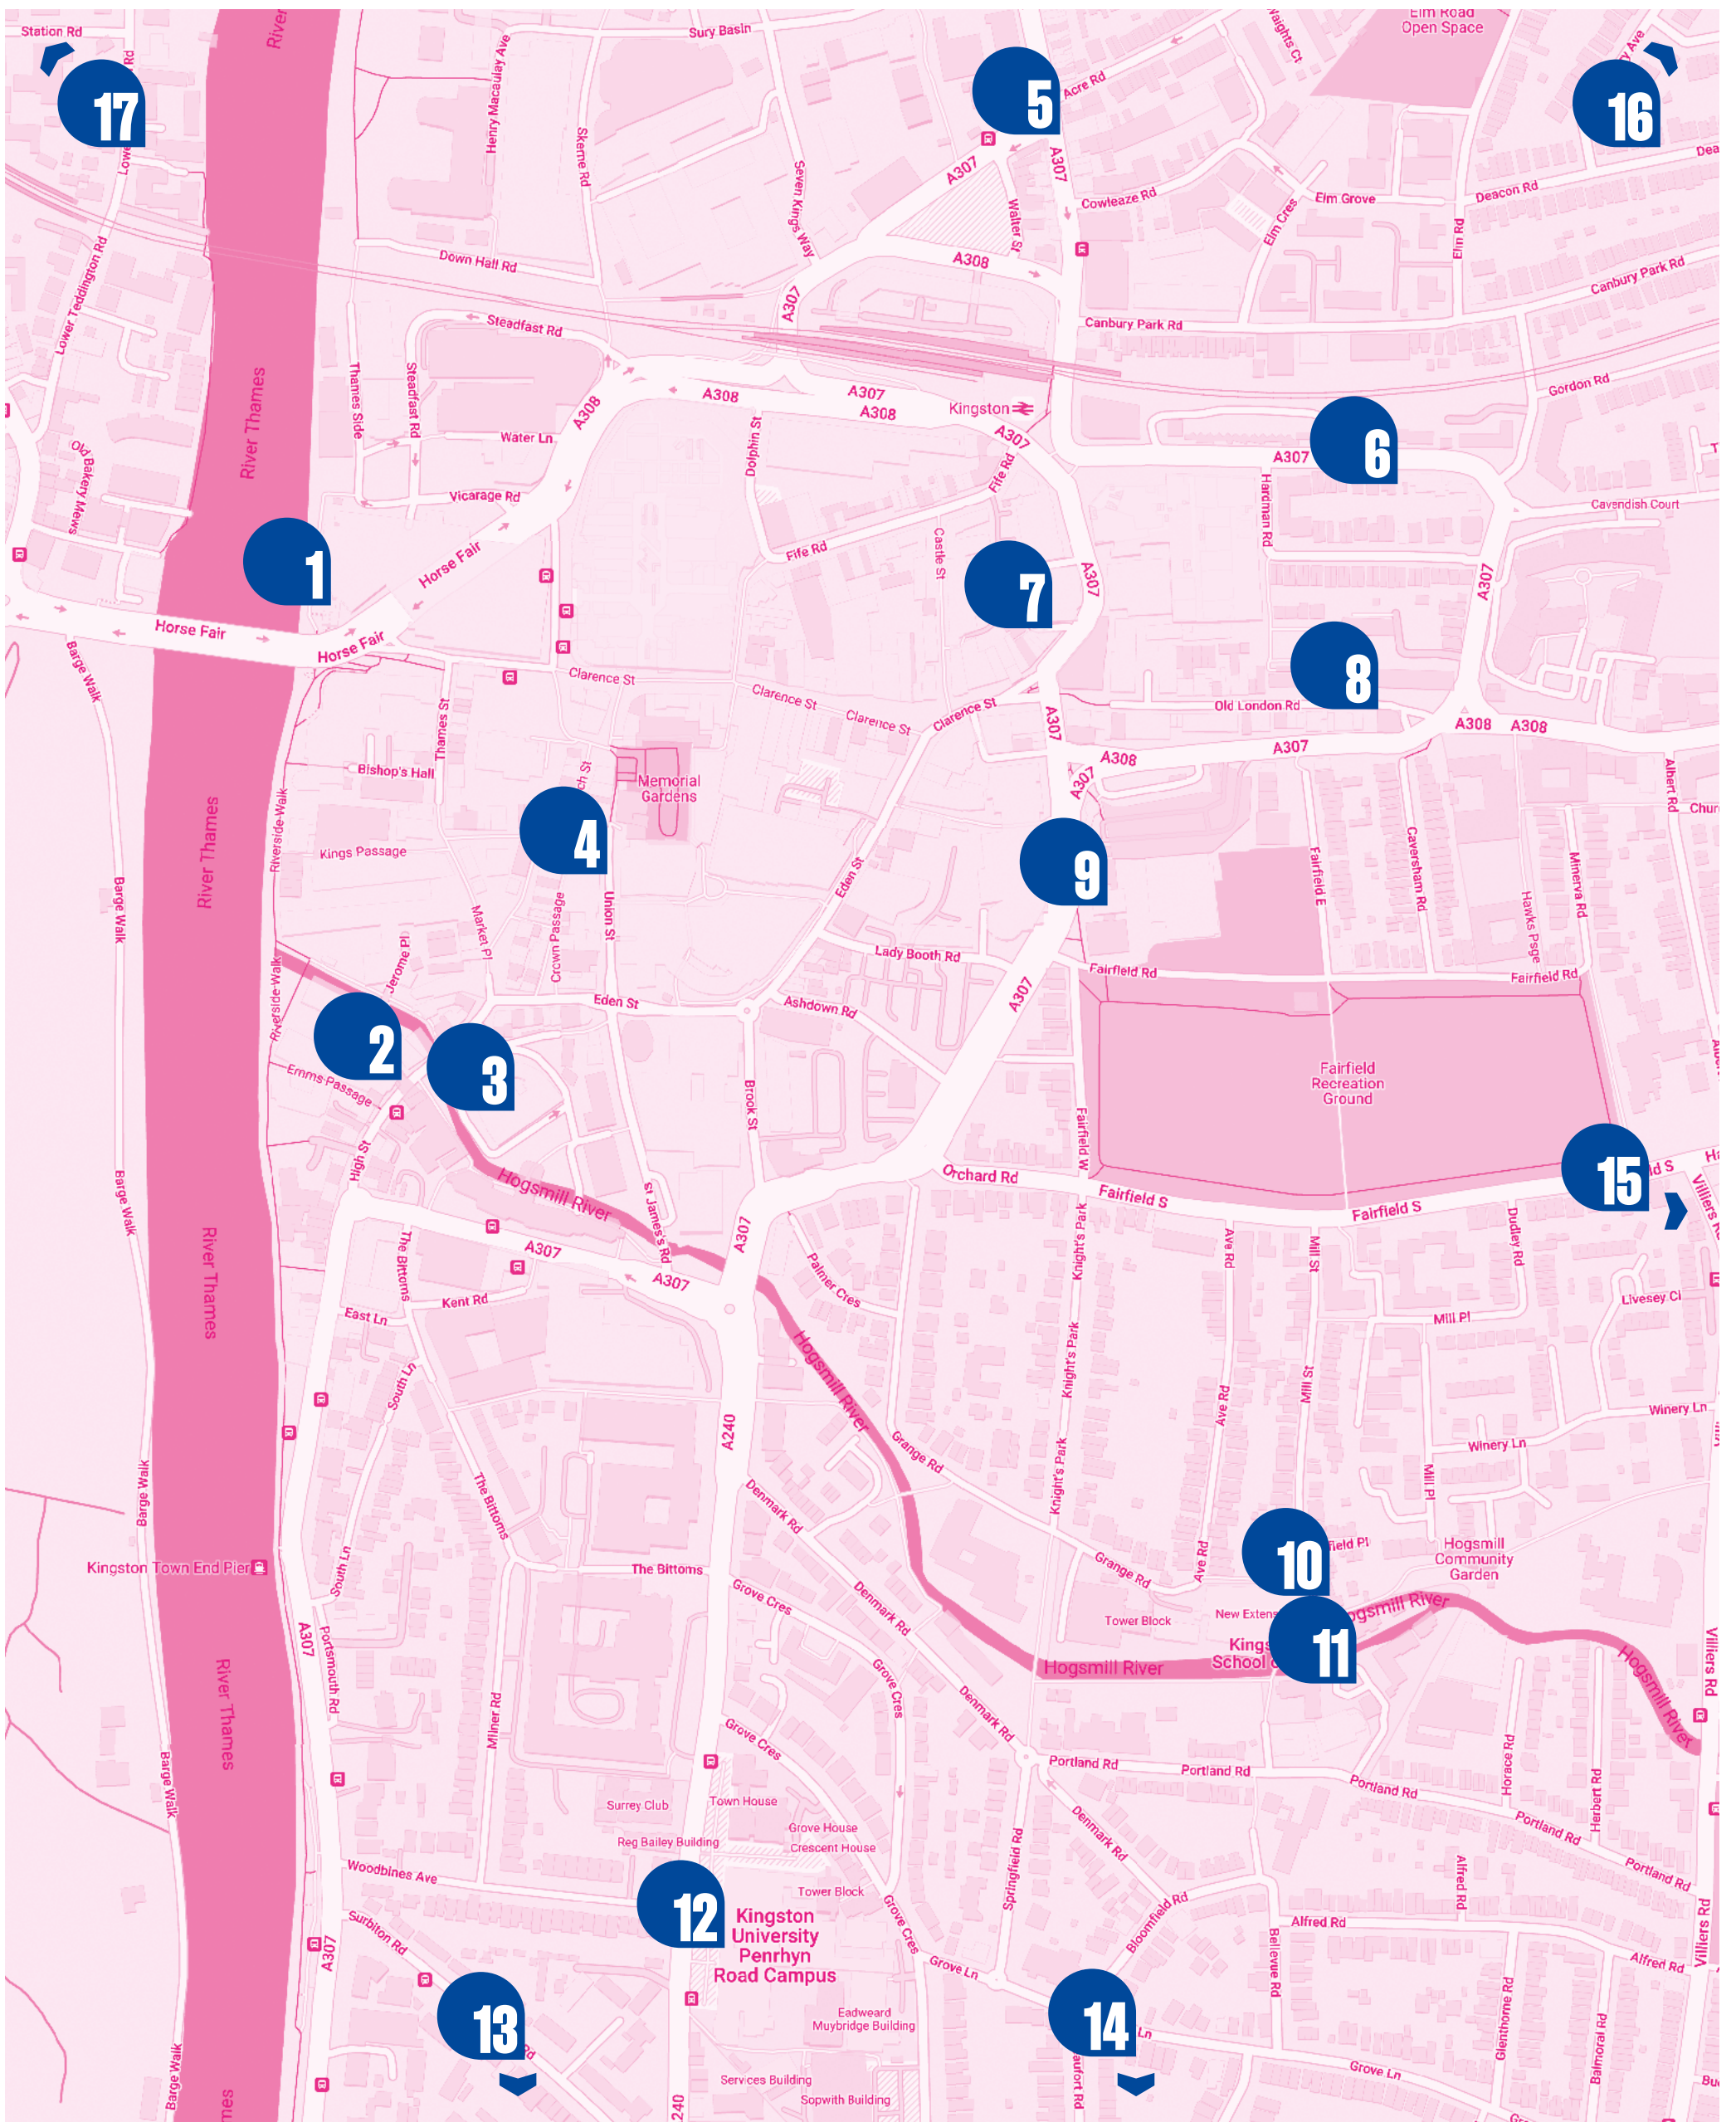 Station Rd
River
Sury Basin
Elm Road
Open Space
Henry Macaulay Ave
Skerne Rd
Acre Rd
17
5
16
A307
A307
Seven Kings Way
Walter St
Cowleaze Rd
Elm Grove
Elm Cres
Deacon Rd
Elm Rd
Down Hall Rd
A308
A307
Canbury Park Rd
Canbury Park Rd
Lower Teddington Rd
Steadfast Rd
Thames Side
Steadfast Rd
River Thames
A308
A308
A307
A308
Kingston
A307
Gordon Rd
Water Ln
Dolphin St
Fife Rd
A307
6
Old Bakery Mews
Vicarage Rd
Hardman Rd
Cavendish Court
Horse Fair
Fife Rd
Castle St
1
7
A307
A307
Horse Fair
Horse Fair
Barge Walk
Clarence St
Clarence St
Clarence St
Clarence St
8
Old London Rd
Thames St
A307
A308
A308
A307
A308
Bishop's Hall
Memorial
Gardens
A307
Albert Rd
Riverside Walk
River Thames
Kings Passage
4
Eden St
9
Fairfield E
Caversham Rd
Minerva Rd
Hawks Psge
Barge Walk
Market Pl
Crown Passage
Union St
Jerome Pl
Lady Booth Rd
Fairfield Rd
Fairfield Rd
Riverside Walk
Eden St
Ashdown Rd
A307
2
3
Emms Passage
Brook St
Fairfield
Recreation
Ground
Fairfield W
High St
Barge Walk
Hogsmill River
St James's Rd
Orchard Rd
Fairfield S
Fairfield S
15
ld S
Villiers Rd
River Thames
The Bittoms
A307
A307
A307
Palmer Cres
Knight's Park
Ave Rd
Mill St
Dudley Rd
Kent Rd
East Ln
Mill Pl
Livesey Cl
South Ln
Hogsmill River
Knight's Park
Ave Rd
Mill St
A240
Grange Rd
Winery Ln
Winery Ln
Barge Walk
The Bittoms
Denmark Rd
Knight's Park
Mill Pl
Kingston Town End Pier
South Ln
The Bittoms
Grove Cres
Denmark Rd
Grange Rd
Ave Rd
10
field Pl
Hogsmill
Community
Garden
A307
Portsmouth Rd
Tower Block
New Extens
Hogsmill River
11
Hogsmill River
Hogsmill River
Villiers Rd
River Thames
Milner Rd
Grove Cres
Grove Cres
Denmark Rd
Barge Walk
Portland Rd
Portland Rd
Portland Rd
Horace Rd
Herbert Rd
Portland Rd
Portland Rd
Surrey Club
Town House
Reg Bailey Building
Grove House
Crescent House
Tower Block
Denmark Rd
Springfield Rd
Woodbines Ave
12
Kingston
University
Penrhyn
Road Campus
Surbiton Rd
A307
Grove Cres
Grove Ln
Bloomfield Rd
Alfred Rd
Alfred Rd
Alfred Rd
Bellevue Rd
Villiers Rd
13
Rd
Eadweard
Muybridge Building
14
Ln
Grove Ln
Glenthorne Rd
Balmoral Rd
Barge Walk
Services Building
Sopwith Building